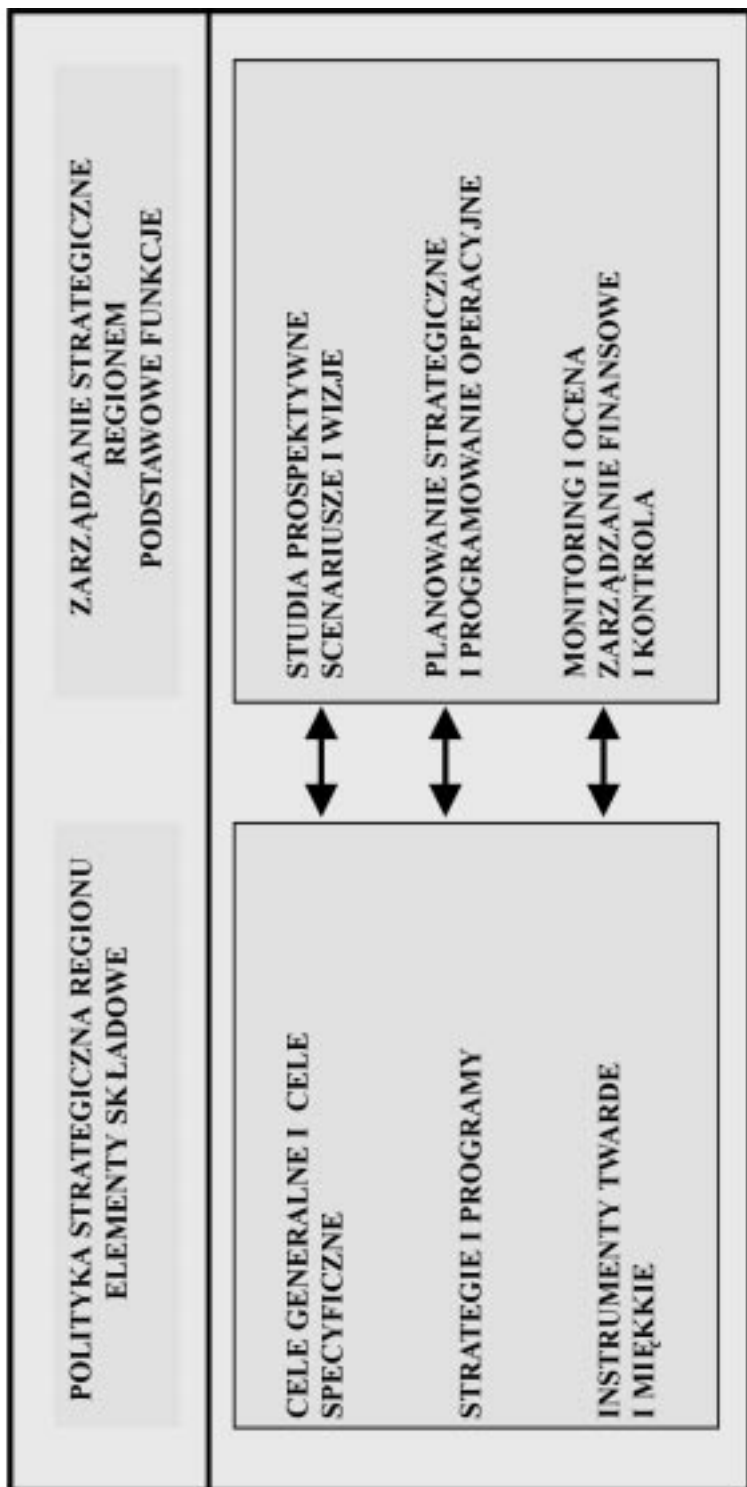 POLITYKA STRATEGICZNA REGIONU
ELEMENTY SKŁADOWE
CELE GENERALNE I CELE
SPECYFICZNE
STRATEGIE I PROGRAMY
INSTRUMENTY TWARDE
I MIĘKKIE
ZARZĄDZANIE STRATEGICZNE
REGIONEM
PODSTAWOWE FUNKCJE
STUDIA PROSPEKTYWNE
SCENARIUSZE I WIZJE
PLANOWANIE STRATEGICZNE
I PROGRAMOWANIE OPERACYJNE
MONITORING I OCENA
ZARZĄDZANIE FINANSOWE
I KONTROLA